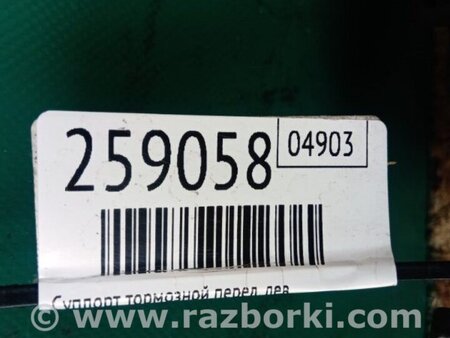 259058
04903
Суппорт тормозной перед. лев.
© www.razborki.com